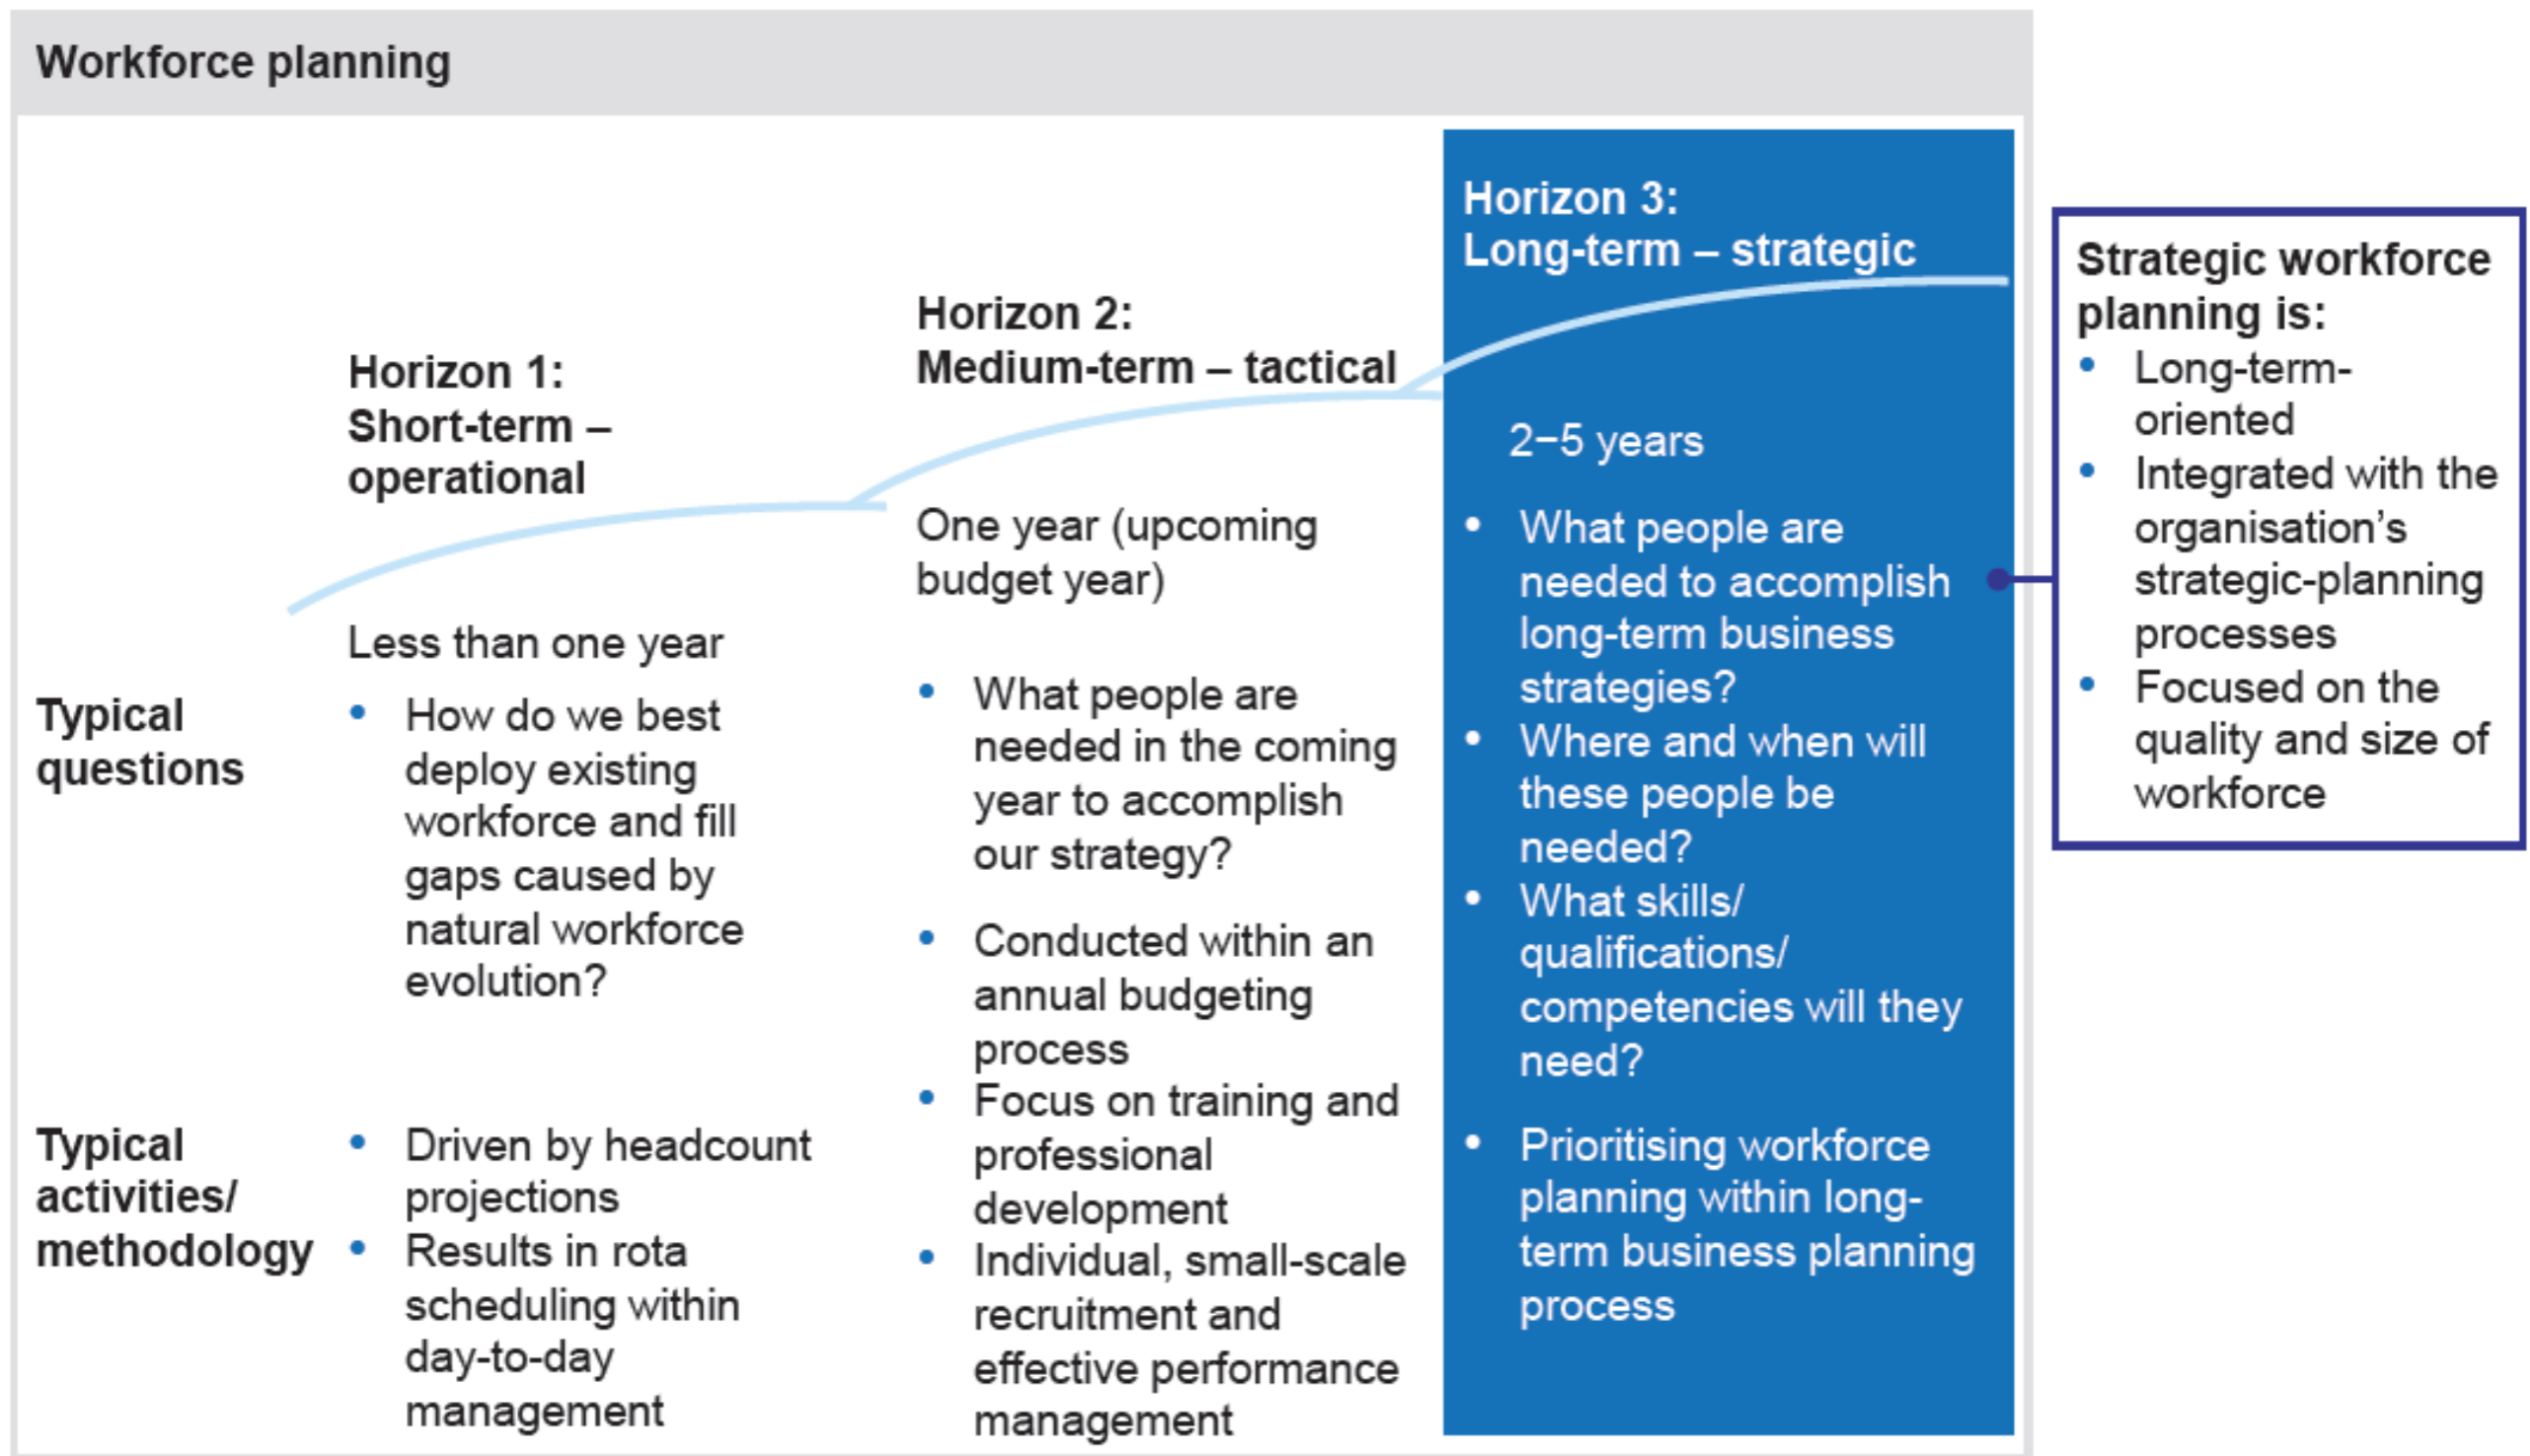 Workforce planning
Horizon 1:
Short-term –
operational
Less than one year
Horizon 2:
Medium-term – tactical
One year (upcoming
budget year)
Horizon 3:
Long-term – strategic
2−5 years
Typical
questions
• How do we best
deploy existing
workforce and fill
gaps caused by
natural workforce
evolution?
• What people are
needed in the coming
year to accomplish
our strategy?
• What people are
needed to accomplish
long-term business
strategies?
• Where and when will
these people be
needed?
• What skills/
qualifications/
competencies will they
need?
Typical
activities/
methodology
• Driven by headcount
projections
• Results in rota
scheduling within
day-to-day
management
• Conducted within an
annual budgeting
process
• Focus on training and
professional
development
• Individual, small-scale
recruitment and
effective performance
management
• Prioritising workforce
planning within long-
term business planning
process
Strategic workforce
planning is:
• Long-term-
oriented
• Integrated with the
organisation’s
strategic-planning
processes
• Focused on the
quality and size of
workforce